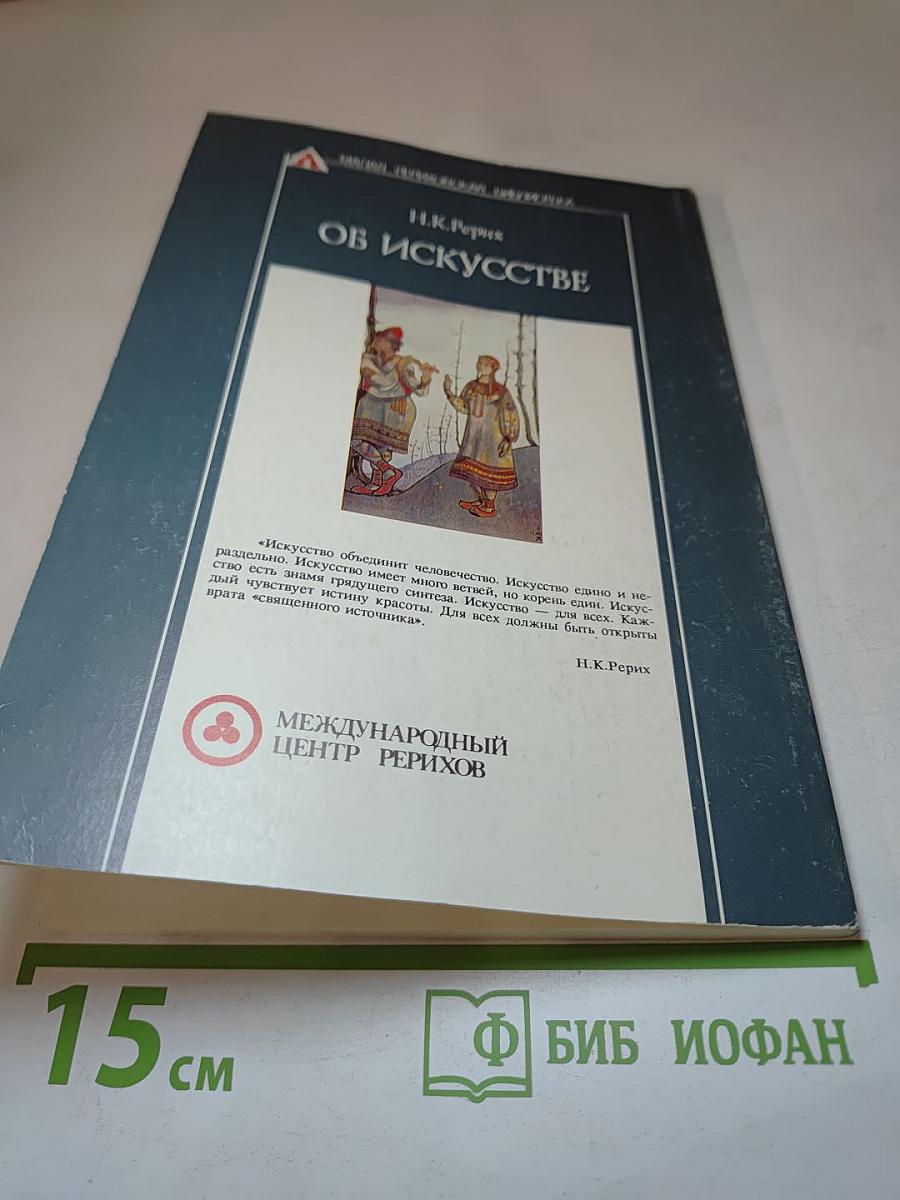 Н.К.Рерих
ОБ ИСКУССТВЕ
«Искусство объединит человечество. Искусство едино и не-
раздельно. Искусство имеет много ветвей, но корень един. Искус-
ство есть знамя грядущего синтеза. Искусство — для всех. Каж-
дый чувствует истину красоты. Для всех должны быть открыты
врата «священного источника».
Н.К.Рерих
МЕЖДУНАРОДНЫЙ
ЦЕНТР РЕРИХОВ
15 см
Ф БИБ ИОФАН